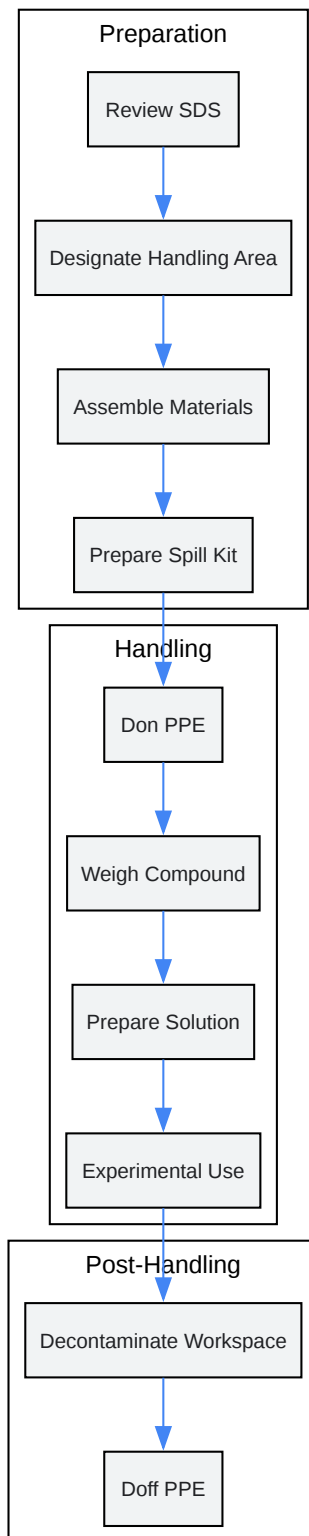 Preparation
Review SDS
Designate Handling Area
Assemble Materials
Prepare Spill Kit
Handling
Don PPE
Weigh Compound
Prepare Solution
Experimental Use
Post-Handling
Decontaminate Workspace
Doff PPE